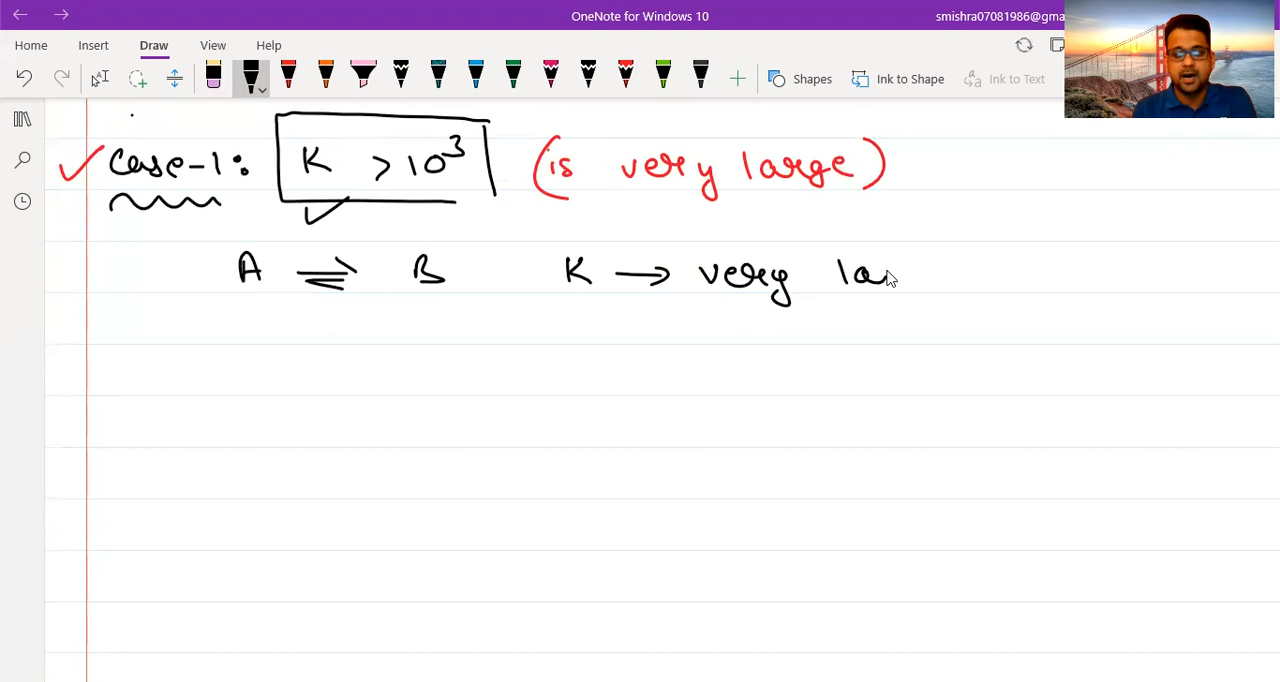 OneNote for Windows 10
smishra07081986@gma
Home Insert Draw View Help
Shapes Ink to Shape Ink to Text
Case-1: K > 10³ (is very large)
A ⇌ B K → very la